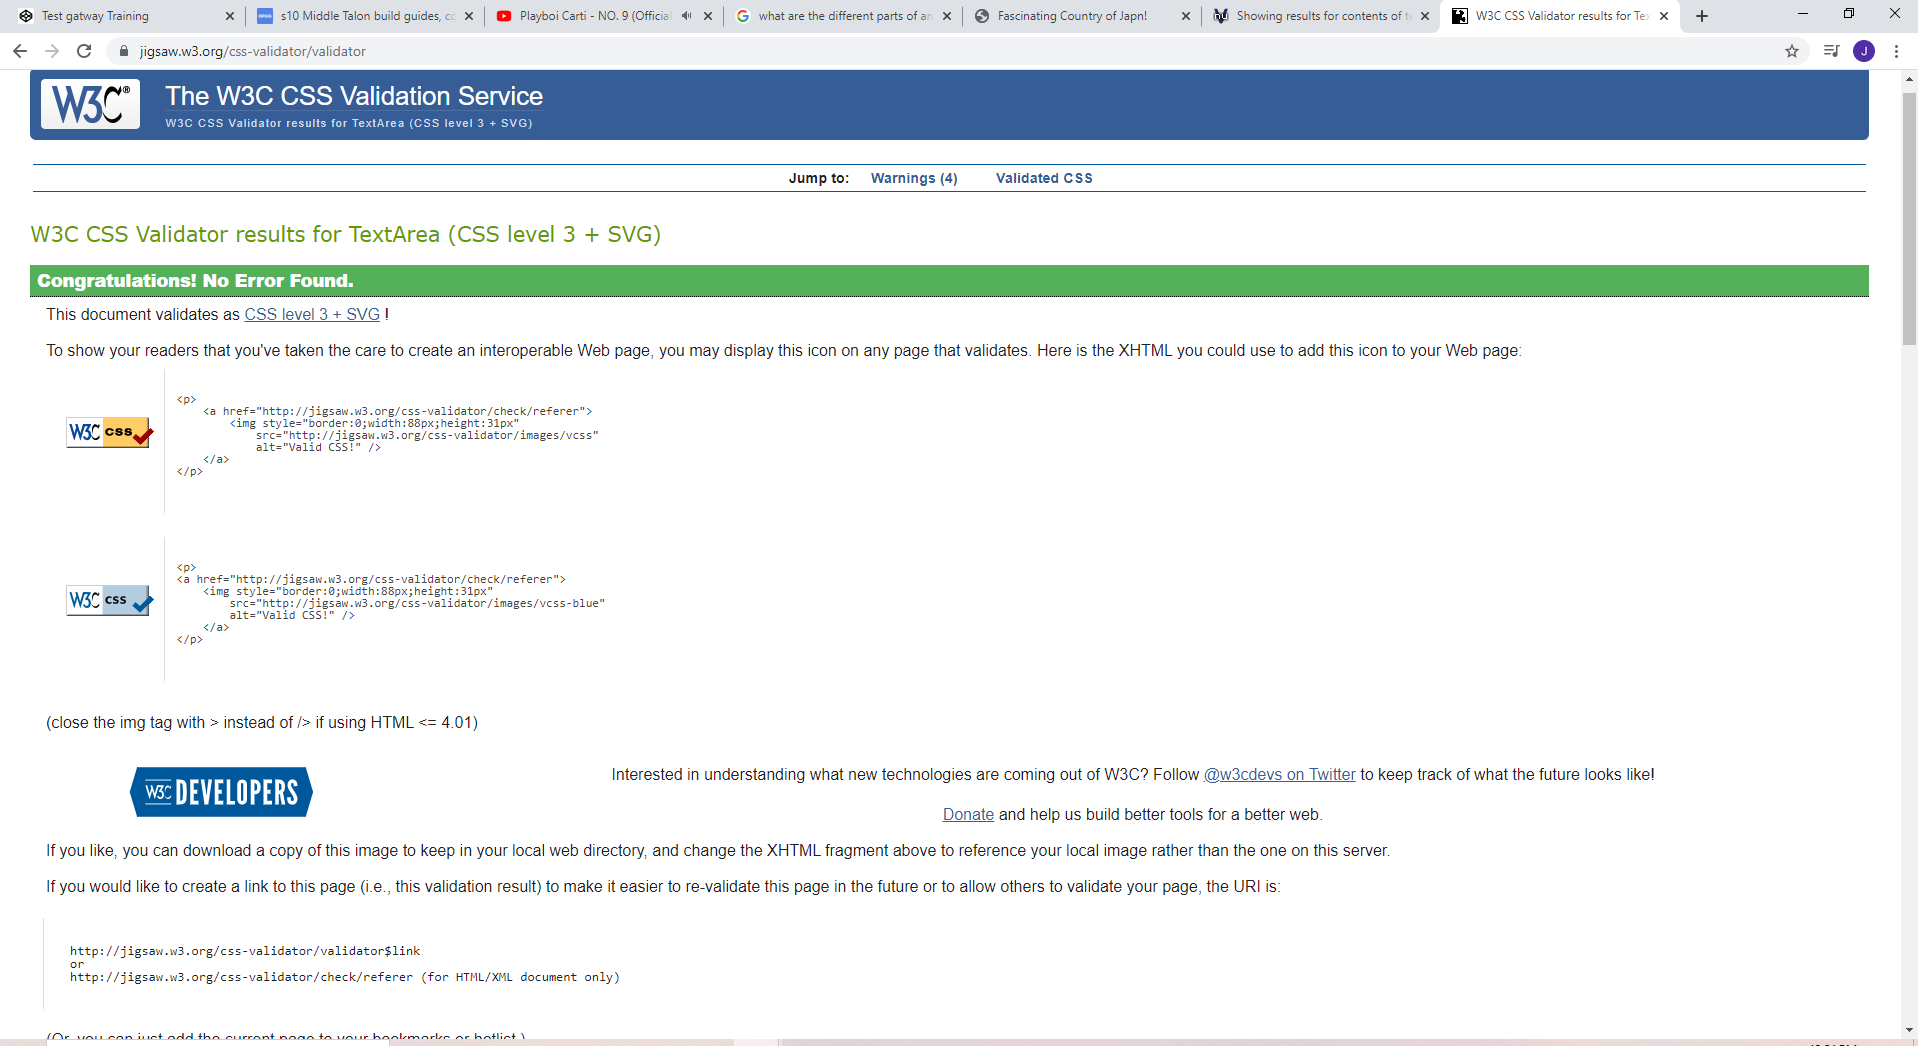 Test gatway Training
s10 Middle Talon build guides, cc
Playboi Carti - NO. 9 (Official
what are the different parts of an
Fascinating Country of Japn!
Showing results for contents of t
W3C CSS Validator results for Te
jigsaw.w3.org/css-validator/validator
J
W3C®
The W3C CSS Validation Service
W3C CSS Validator results for TextArea (CSS level 3 + SVG)
Jump to: Warnings (4) Validated CSS
W3C CSS Validator results for TextArea (CSS level 3 + SVG)
Congratulations! No Error Found.
This document validates as CSS level 3 + SVG !
To show your readers that you've taken the care to create an interoperable Web page, you may display this icon on any page that validates. Here is the XHTML you could use to add this icon to your Web page:
W3C css
<p>
<a href="http://jigsaw.w3.org/css-validator/check/referer">
<img style="border:0;width:88px;height:31px"
src="http://jigsaw.w3.org/css-validator/images/vcss"
alt="Valid CSS!" />
</a>
</p>
W3C css
<p>
<a href="http://jigsaw.w3.org/css-validator/check/referer">
<img style="border:0;width:88px;height:31px"
src="http://jigsaw.w3.org/css-validator/images/vcss-blue"
alt="Valid CSS!" />
</a>
</p>
(close the img tag with > instead of /> if using HTML <= 4.01)
W3C DEVELOPERS
Interested in understanding what new technologies are coming out of W3C? Follow @w3cdevs on Twitter to keep track of what the future looks like!
Donate and help us build better tools for a better web.
If you like, you can download a copy of this image to keep in your local web directory, and change the XHTML fragment above to reference your local image rather than the one on this server.
If you would like to create a link to this page (i.e., this validation result) to make it easier to re-validate this page in the future or to allow others to validate your page, the URI is:
http://jigsaw.w3.org/css-validator/validator$link
or
http://jigsaw.w3.org/css-validator/check/referer (for HTML/XML document only)
(Or, you can just add the current page to your bookmarks or hotlist.)